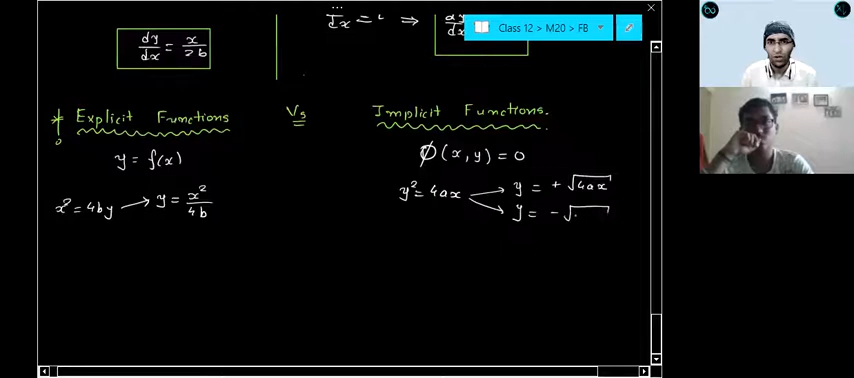 dy/dx = x/2b
dx = ⇒
Class 12 > M20 > FB
* Explicit Functions Vs Implicit Functions.
y = f(x)
∅(x, y) = 0
x² = 4by → y = x²/4b
y² = 4ax → y = + √4ax
y = - √